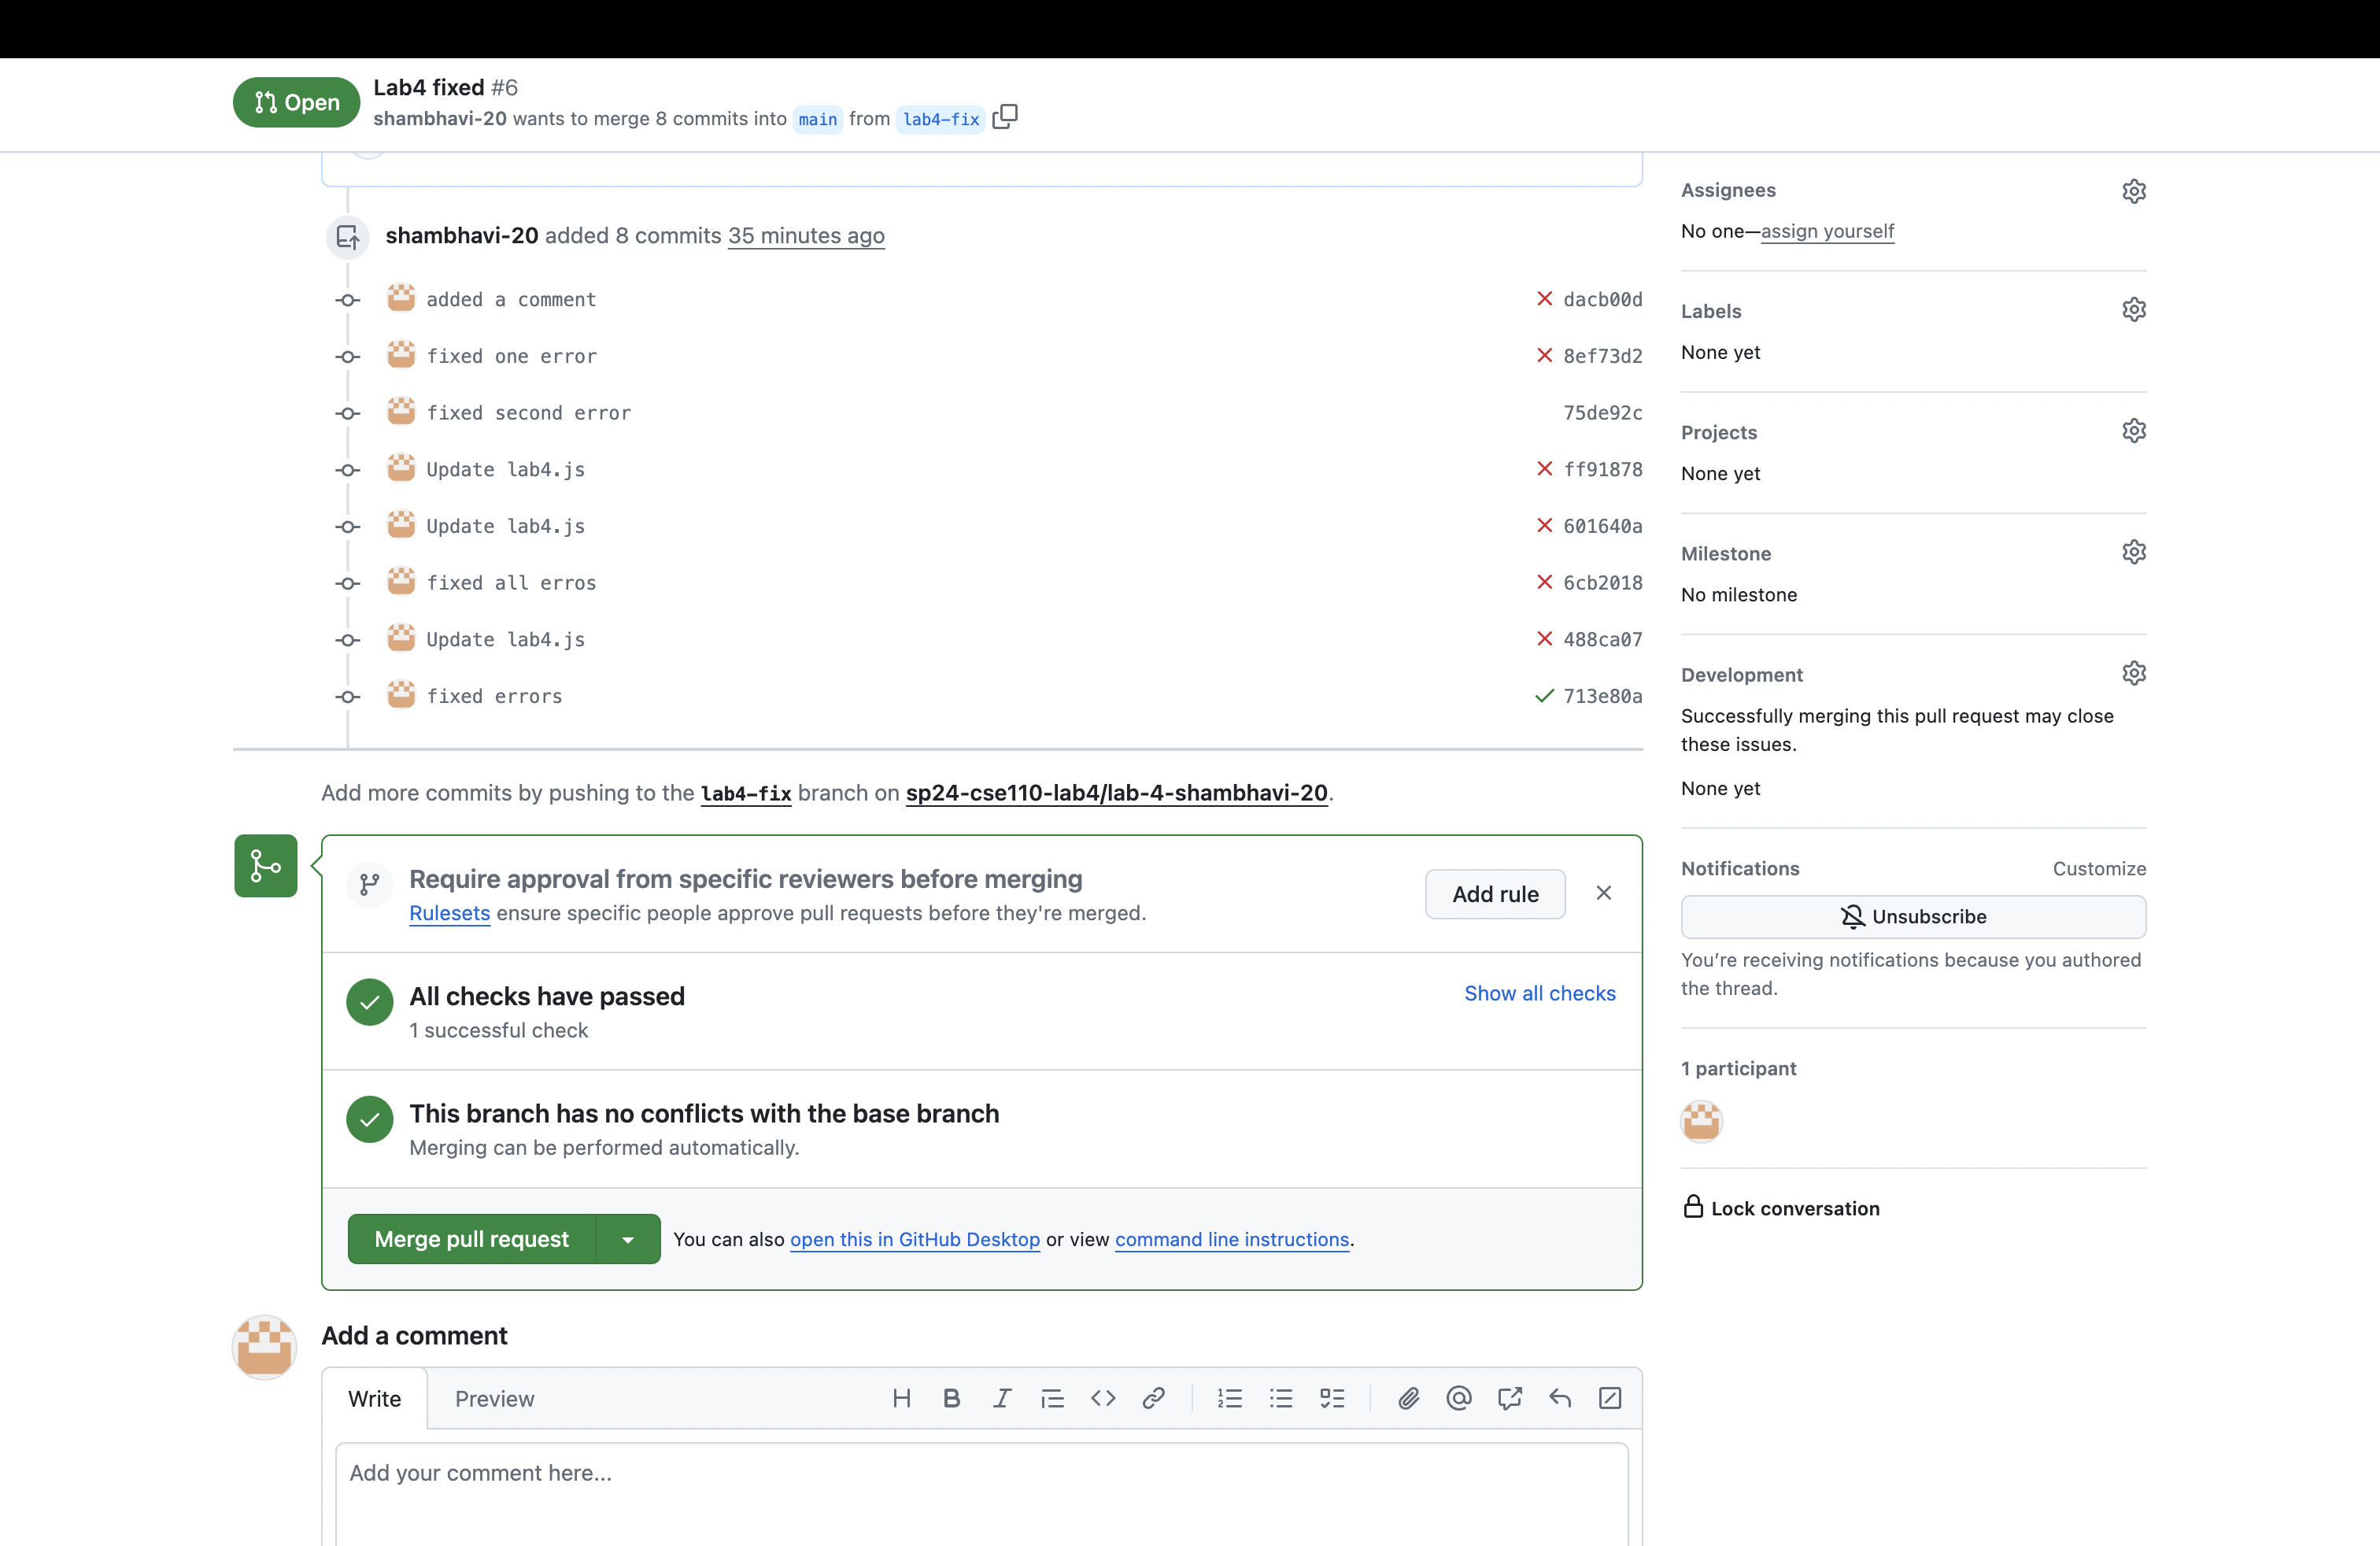 Open
Lab4 fixed #6
shambhavi-20 wants to merge 8 commits into main from lab4-fix
shambhavi-20 added 8 commits 35 minutes ago
added a comment dacb00d
fixed one error 8ef73d2
fixed second error 75de92c
Update lab4.js ff91878
Update lab4.js 601640a
fixed all erros 6cb2018
Update lab4.js 488ca07
fixed errors 713e80a
Add more commits by pushing to the lab4-fix branch on sp24-cse110-lab4/lab-4-shambhavi-20.
Require approval from specific reviewers before merging
Rulesets ensure specific people approve pull requests before they're merged.
Add rule
All checks have passed
1 successful check
Show all checks
This branch has no conflicts with the base branch
Merging can be performed automatically.
Merge pull request
You can also open this in GitHub Desktop or view command line instructions.
Add a comment
Write Preview
Add your comment here...
Assignees
No one—assign yourself
Labels
None yet
Projects
None yet
Milestone
No milestone
Development
Successfully merging this pull request may close
these issues.
None yet
Notifications Customize
Unsubscribe
You’re receiving notifications because you authored
the thread.
1 participant
Lock conversation